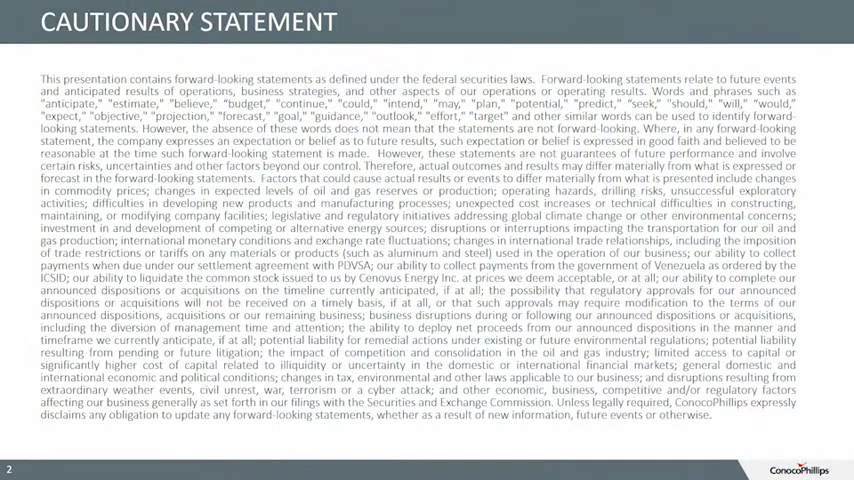 CAUTIONARY STATEMENT
This presentation contains forward-looking statements as defined under the federal securities laws. Forward-looking statements relate to future events
and anticipated results of operations, business strategies, and other aspects of our operations or operating results. Words and phrases such as
"anticipate," "estimate," "believe," "budget," "continue," "could," "intend," "may," "plan," "potential," "predict," "seek," "should," "will," "would,"
"expect," "objective," "projection," "forecast," "goal," "guidance," "outlook," "effort," "target" and other similar words can be used to identify forward-
looking statements. However, the absence of these words does not mean that the statements are not forward-looking. Where, in any forward-looking
statement, the company expresses an expectation or belief as to future results, such expectation or belief is expressed in good faith and believed to be
reasonable at the time such forward-looking statement is made. However, these statements are not guarantees of future performance and involve
certain risks, uncertainties and other factors beyond our control. Therefore, actual outcomes and results may differ materially from what is expressed or
forecast in the forward-looking statements. Factors that could cause actual results or events to differ materially from what is presented include changes
in commodity prices; changes in expected levels of oil and gas reserves or production; operating hazards, drilling risks, unsuccessful exploratory
activities; difficulties in developing new products and manufacturing processes; unexpected cost increases or technical difficulties in constructing,
maintaining, or modifying company facilities; legislative and regulatory initiatives addressing global climate change or other environmental concerns;
investment in and development of competing or alternative energy sources; disruptions or interruptions impacting the transportation for our oil and
gas production; international monetary conditions and exchange rate fluctuations; changes in international trade relationships, including the imposition
of trade restrictions or tariffs on any materials or products (such as aluminum and steel) used in the operation of our business; our ability to collect
payments when due under our settlement agreement with PDVSA; our ability to collect payments from the government of Venezuela as ordered by the
ICSID; our ability to liquidate the common stock issued to us by Cenovus Energy Inc. at prices we deem acceptable, or at all; our ability to complete our
announced dispositions or acquisitions on the timeline currently anticipated, if at all; the possibility that regulatory approvals for our announced
dispositions or acquisitions will not be received on a timely basis, if at all, or that such approvals may require modification to the terms of our
announced dispositions, acquisitions or our remaining business; business disruptions during or following our announced dispositions or acquisitions,
including the diversion of management time and attention; the ability to deploy net proceeds from our announced dispositions in the manner and
timeframe we currently anticipate, if at all; potential liability for remedial actions under existing or future environmental regulations; potential liability
resulting from pending or future litigation; the impact of competition and consolidation in the oil and gas industry; limited access to capital or
significantly higher cost of capital related to illiquidity or uncertainty in the domestic or international financial markets; general domestic and
international economic and political conditions; changes in tax, environmental and other laws applicable to our business; and disruptions resulting from
extraordinary weather events, civil unrest, war, terrorism or a cyber attack; and other economic, business, competitive and/or regulatory factors
affecting our business generally as set forth in our filings with the Securities and Exchange Commission. Unless legally required, ConocoPhillips expressly
disclaims any obligation to update any forward-looking statements, whether as a result of new information, future events or otherwise.
2
ConocoPhillips